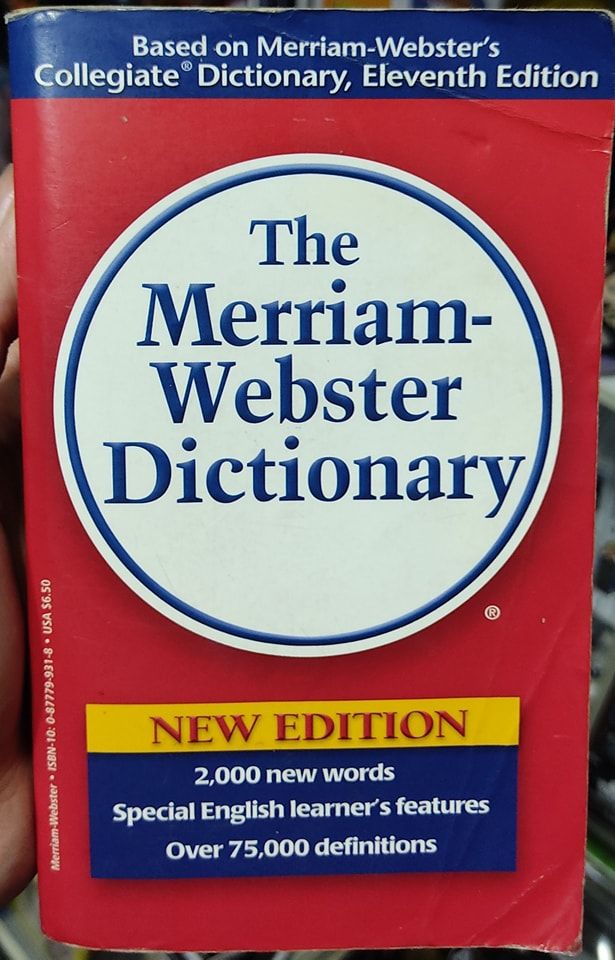 Based on Merriam-Webster's
Collegiate® Dictionary, Eleventh Edition
The
Merriam-
Webster
Dictionary
®
Merriam-Webster • ISBN-10: 0-87779-931-8 • USA $6.50
NEW EDITION
2,000 new words
Special English learner's features
Over 75,000 definitions